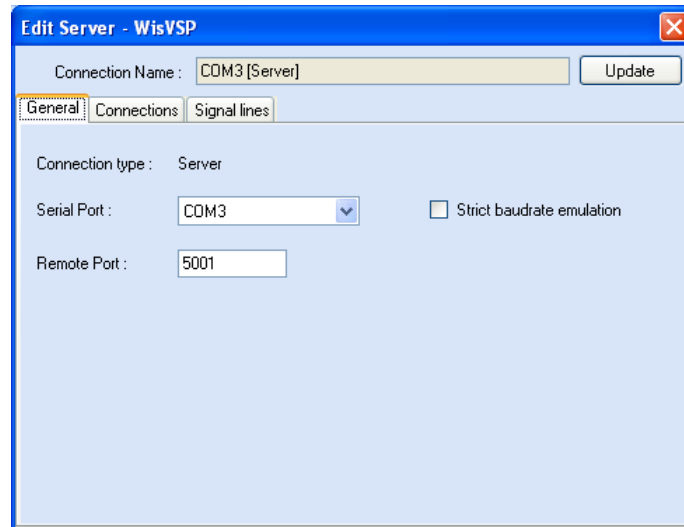 Edit Server - WisVSP
Connection Name : COM3 [Server] Update
General Connections Signal lines
Connection type : Server
Serial Port : COM3 Strict baudrate emulation
Remote Port : 5001